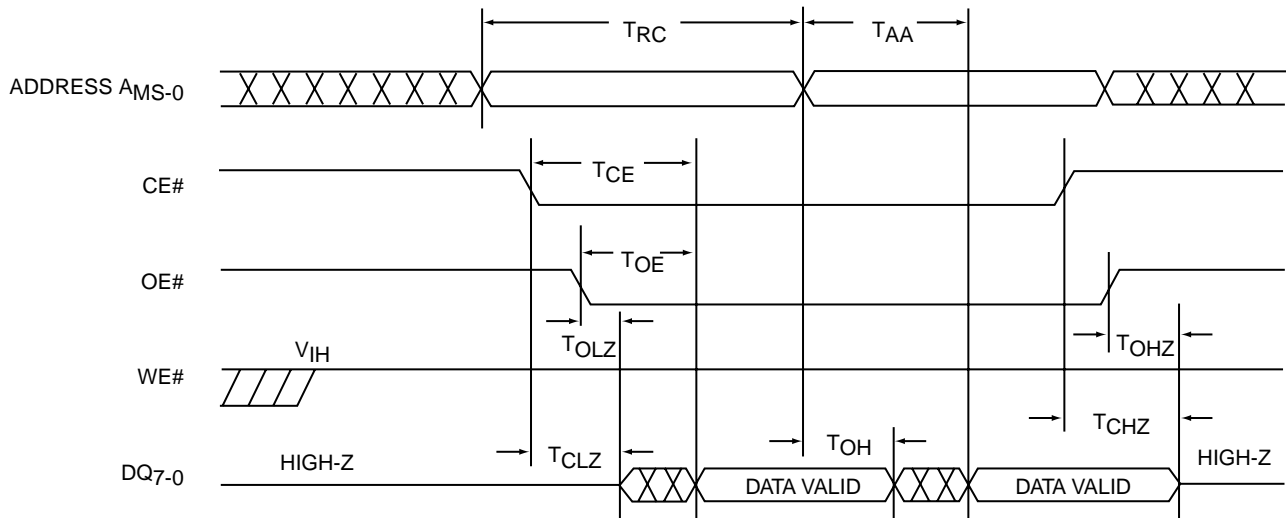 TRC TAA
ADDRESS AMS-0
TCE
CE#
TOE
OE#
TOLZ TOHZ
VIH
WE#
TCHZ
TCLZ TOH
HIGH-Z HIGH-Z
DQ7-0
DATA VALID DATA VALID